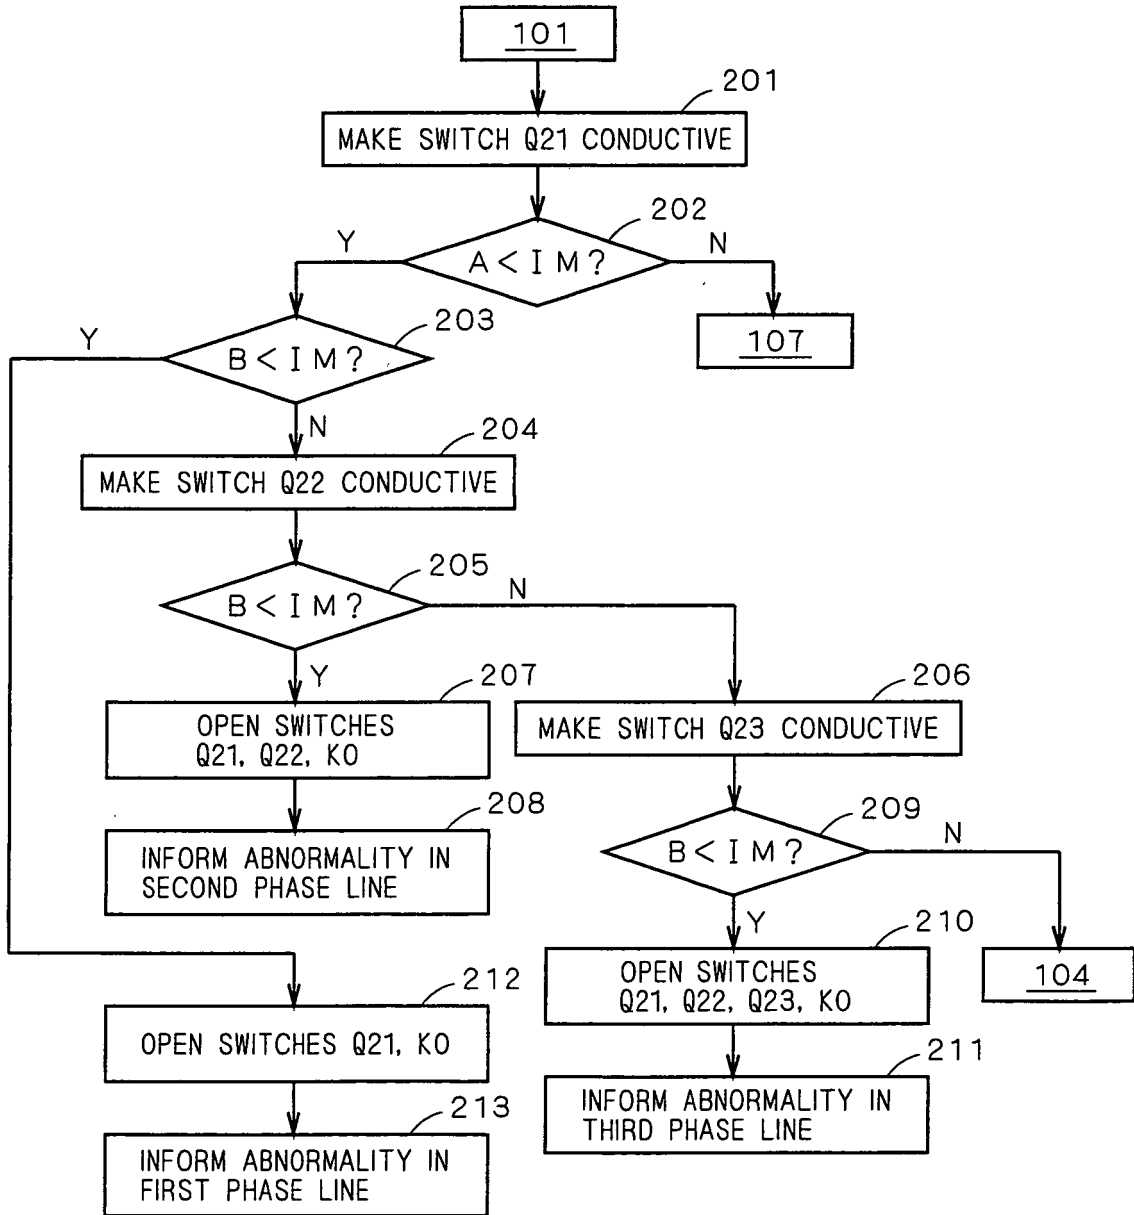 101
201
MAKE SWITCH Q21 CONDUCTIVE
202
A < I M ?
Y
N
107
203
B < I M ?
Y
N
204
MAKE SWITCH Q22 CONDUCTIVE
205
B < I M ?
N
Y
207
OPEN SWITCHES
Q21, Q22, K0
206
MAKE SWITCH Q23 CONDUCTIVE
208
INFORM ABNORMALITY IN
SECOND PHASE LINE
209
B < I M ?
N
Y
104
210
OPEN SWITCHES
Q21, Q22, Q23, K0
212
OPEN SWITCHES Q21, K0
211
INFORM ABNORMALITY IN
THIRD PHASE LINE
213
INFORM ABNORMALITY IN
FIRST PHASE LINE